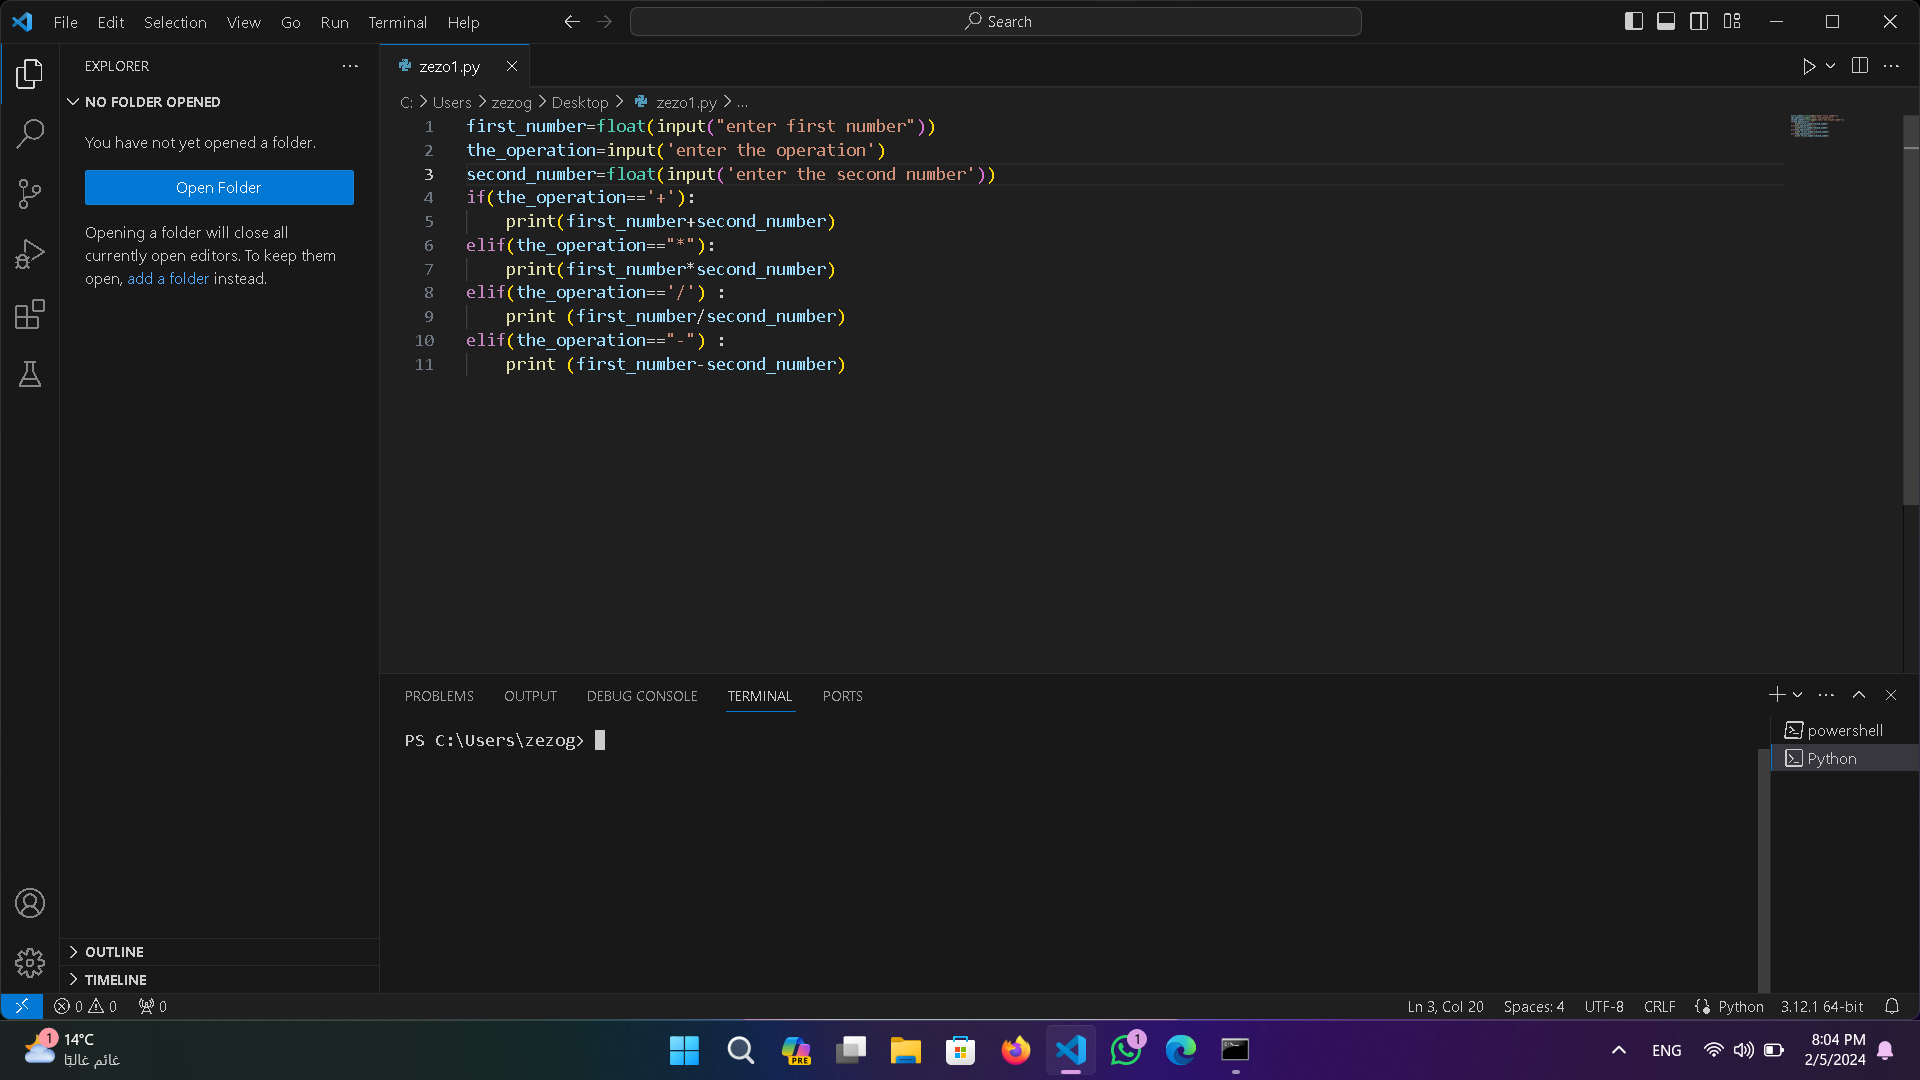 File Edit Selection View Go Run Terminal Help
Search
EXPLORER
NO FOLDER OPENED
You have not yet opened a folder.
Open Folder
Opening a folder will close all
currently open editors. To keep them
open, add a folder instead.
OUTLINE
TIMELINE
zezo1.py
C: > Users > zezog > Desktop > zezo1.py > ...
1 first_number=float(input("enter first number"))
2 the_operation=input('enter the operation')
3 second_number=float(input('enter the second number'))
4 if(the_operation=='+'):
5     print(first_number+second_number)
6 elif(the_operation=="*"):
7     print(first_number*second_number)
8 elif(the_operation=='/') :
9     print (first_number/second_number)
10 elif(the_operation=="-") :
11     print (first_number-second_number)
PROBLEMS OUTPUT DEBUG CONSOLE TERMINAL PORTS
PS C:\Users\zezog>
powershell
Python
0 0 0
Ln 3, Col 20 Spaces: 4 UTF-8 CRLF Python 3.12.1 64-bit
1
14°C
غائم غالبًا
PRE
1
ENG
8:04 PM
2/5/2024